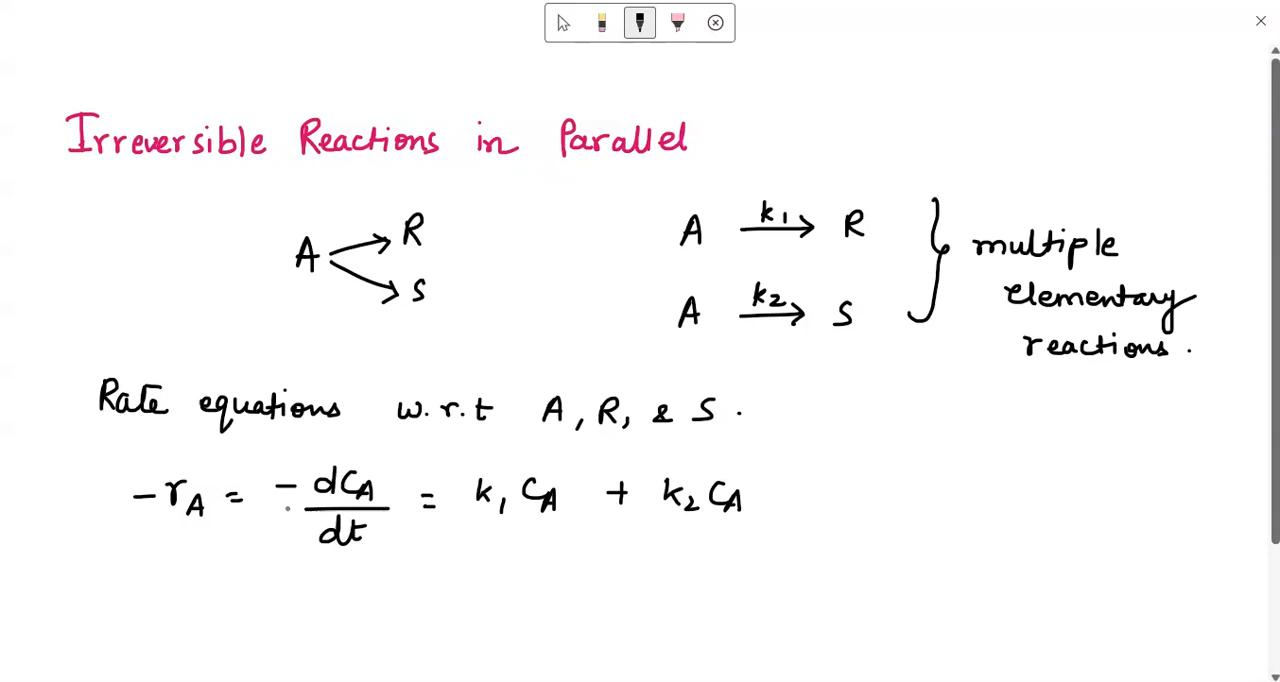 Irreversible Reactions in Parallel
A → R
→ S
A k1 → R
A k2 → S
} multiple
elementary
reactions.
Rate equations w.r.t A, R, & S.
-rA = - dCA / dt = k1 CA + k2 CA